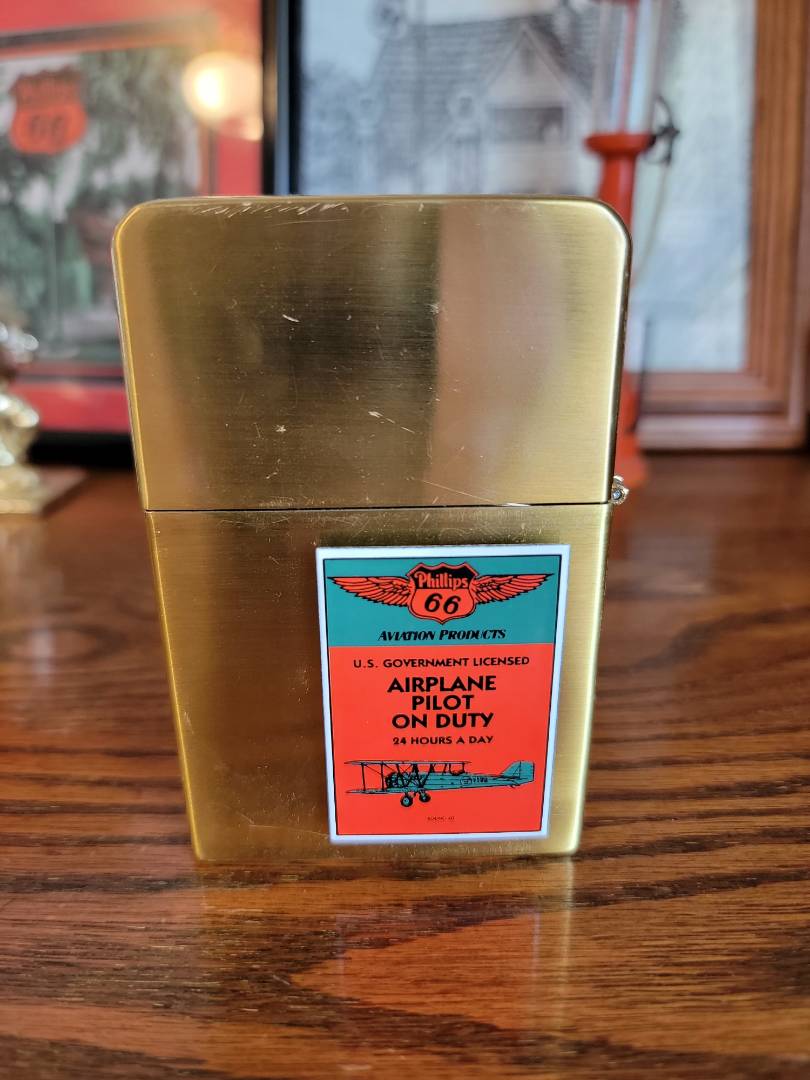 Phillips
66
Phillips
66
AVIATION PRODUCTS
U.S. GOVERNMENT LICENSED
AIRPLANE
PILOT
ON DUTY
24 HOURS A DAY